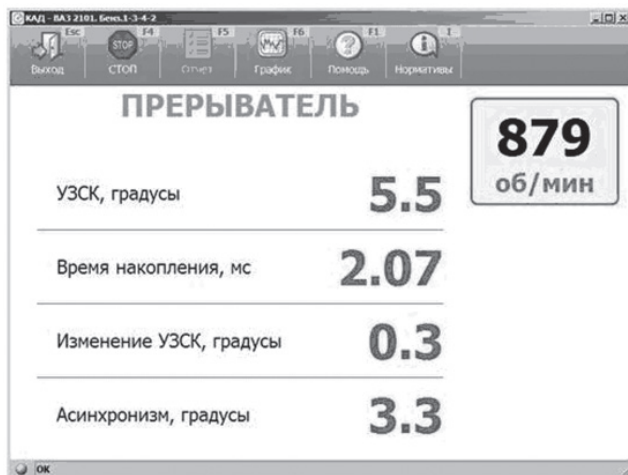 КАД - ВАЗ 2101. Бенз.1-3-4-2
Esc F4 F5 F6 F1 I
STOP
Выход СТОП Отчет График Помощь Нормативы
ПРЕРЫВАТЕЛЬ
879
об/мин
УЗСК, градусы 5.5
Время накопления, мс 2.07
Изменение УЗСК, градусы 0.3
Асинхронизм, градусы 3.3
OK